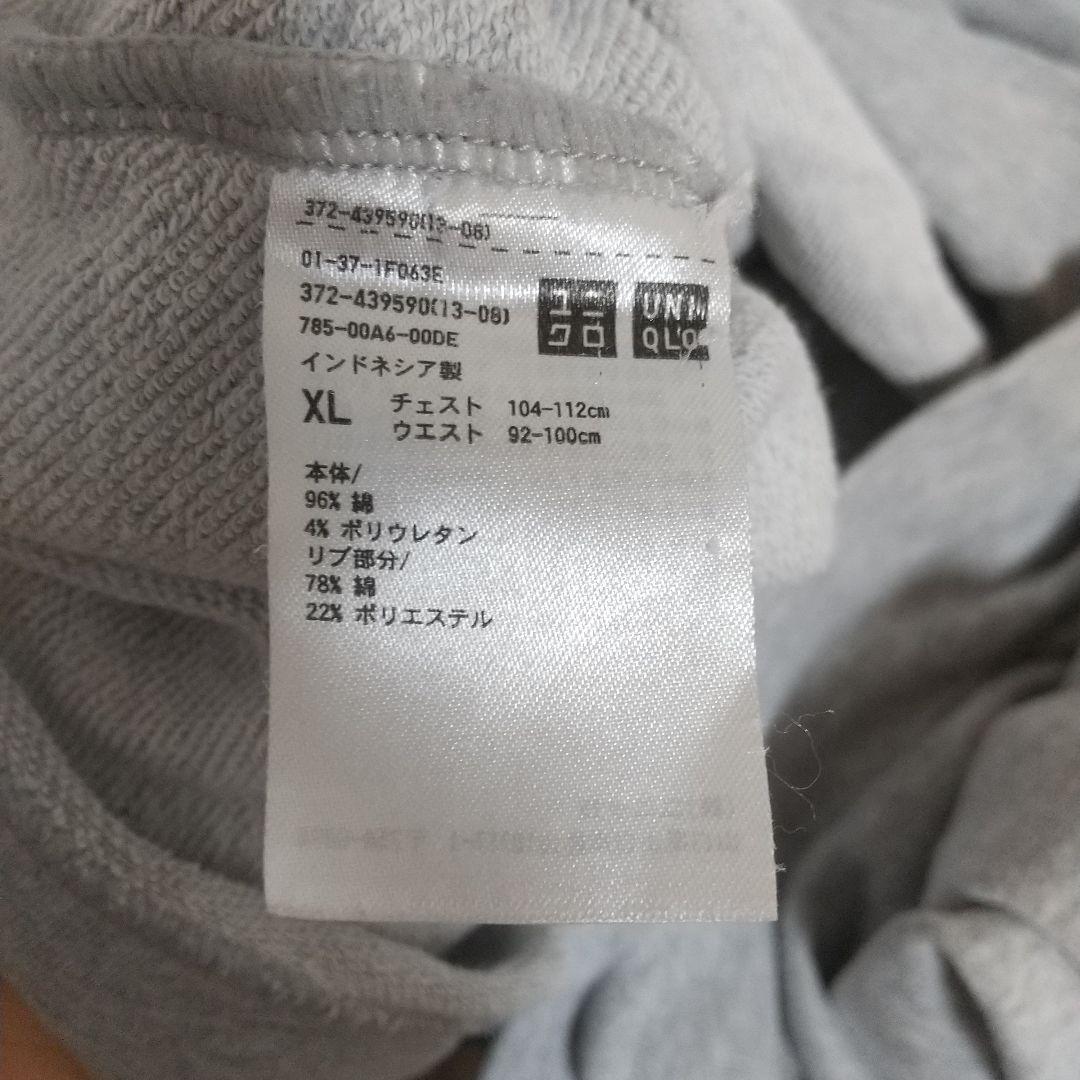 372-439590(13-08)
01-37-1F063E
372-439590(13-08)
785-00A6-00DE
ユニクロ
UNIQLO
インドネシア製
XL チェスト 104-112cm
ウエスト 92-100cm
本体/
96% 綿
4% ポリウレタン
リブ部分/
78% 綿
22% ポリエステル